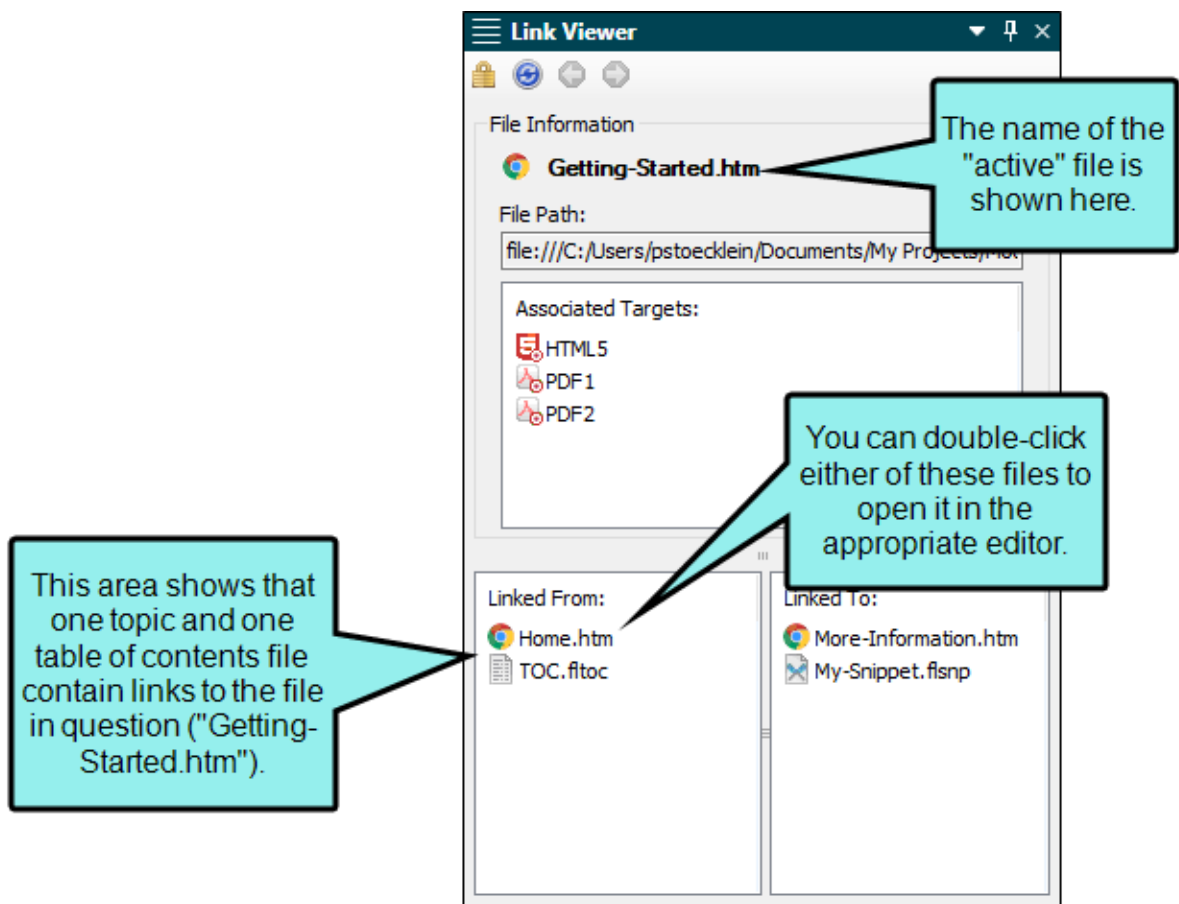 Link Viewer
File Information
Getting-Started.htm
The name of the
"active" file is
shown here.
File Path:
file:///C:/Users/pstoecklein/Documents/My Projects/
Associated Targets:
HTML5
PDF1
PDF2
You can double-click
either of these files to
open it in the
appropriate editor.
This area shows that
one topic and one
table of contents file
contain links to the file
in question ("Getting-
Started.htm").
Linked From:
Home.htm
TOC.fltoc
Linked To:
More-Information.htm
My-Snippet.flsnp